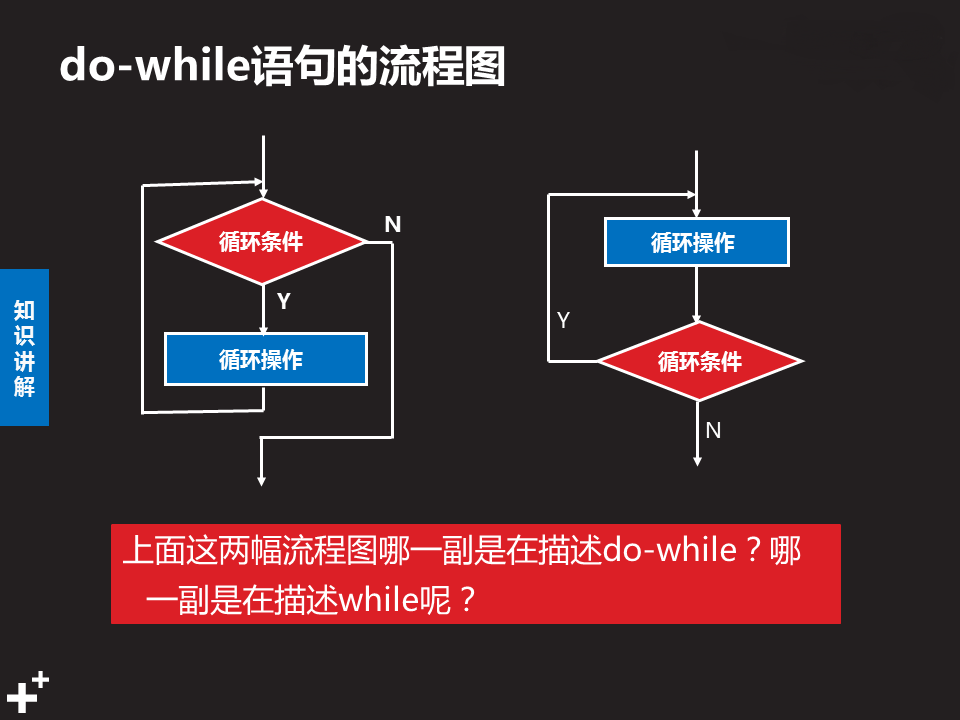 do-while语句的流程图
循环条件
N
Y
循环操作
循环操作
Y
循环条件
N
知
识
讲
解
上面这两幅流程图哪一副是在描述do-while？哪
一副是在描述while呢？